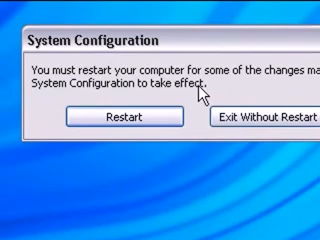 System Configuration
You must restart your computer for some of the changes ma
System Configuration to take effect.
Restart
Exit Without Restart